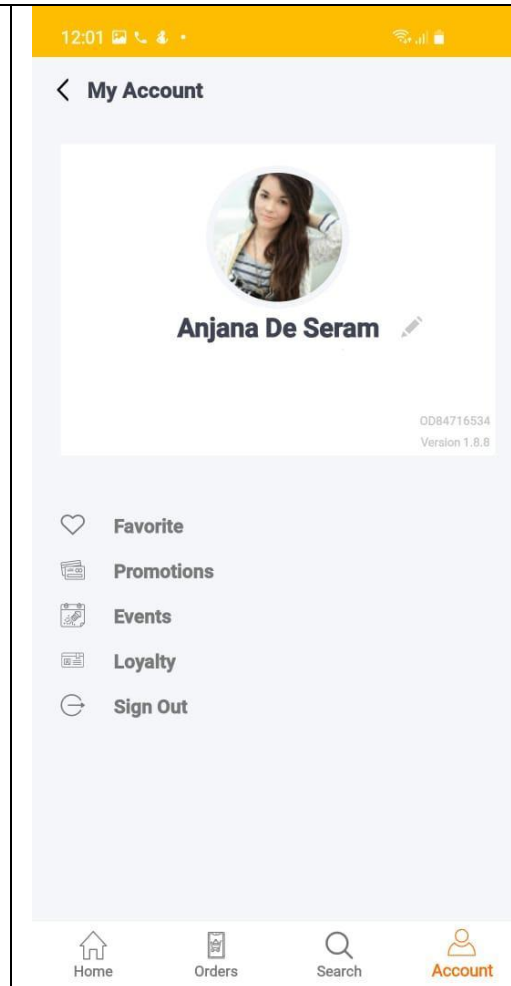 12:01
My Account
Anjana De Seram
OD84716534
Version 1.8.8
Favorite
Promotions
Events
Loyalty
Sign Out
Home Orders Search Account